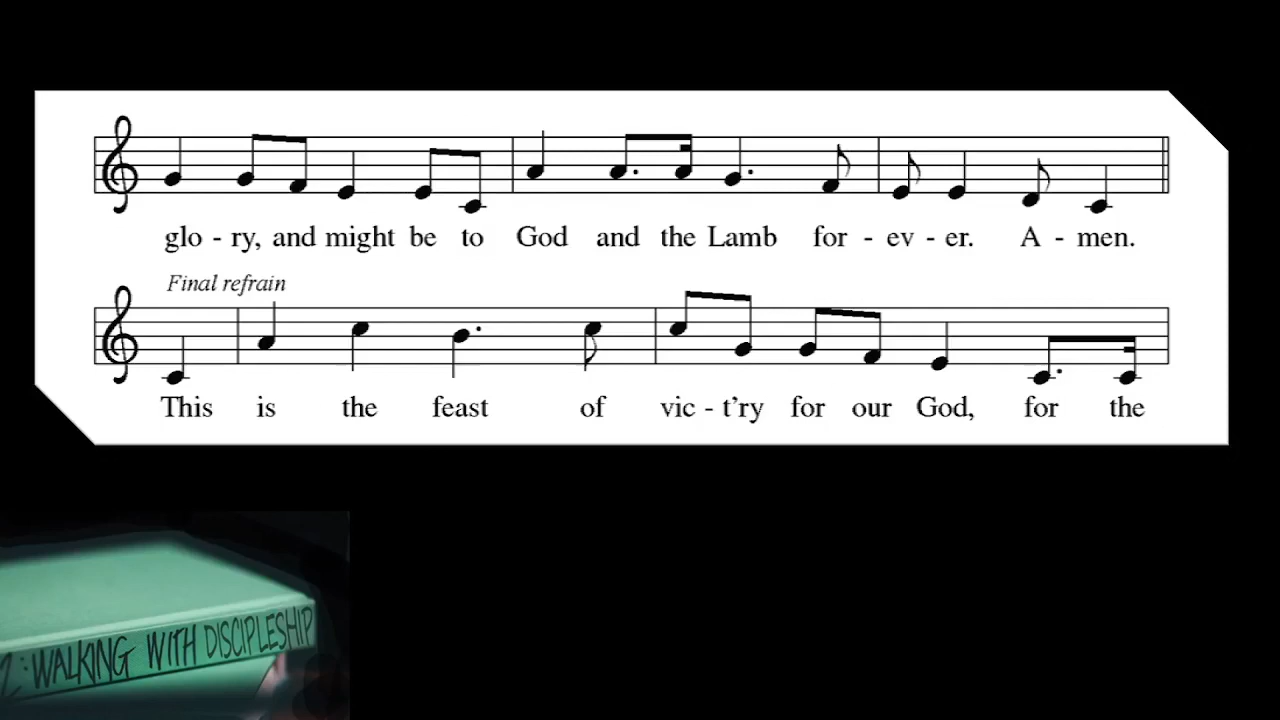 glo - ry, and might be to God and the Lamb for - ev - er. A - men.
Final refrain
This is the feast of vic - t’ry for our God, for the
2: WALKING WITH DISCIPLESHIP